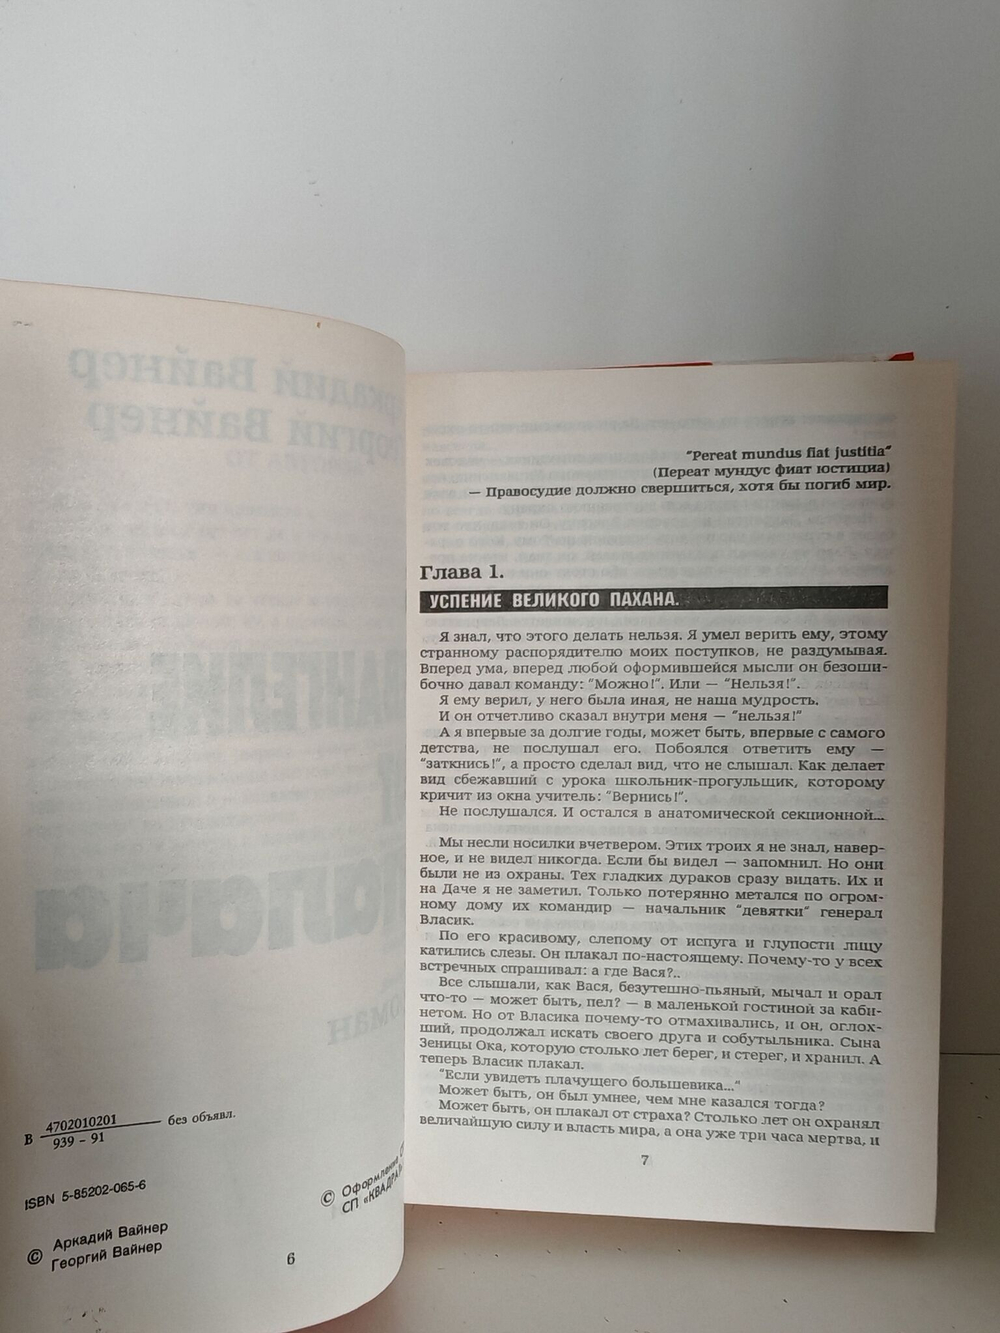 В 4702010201 без объявл.
939 – 91
ISBN 5-85202-065-6
© Аркадий Вайнер
Георгий Вайнер
©
СП «КВАДРАТ
6
"Pereat mundus fiat justitia"
(Переат мундус фиат юстициа)
— Правосудие должно свершиться, хотя бы погиб мир.
Глава 1.
УСПЕНИЕ ВЕЛИКОГО ПАХАНА.
Я знал, что этого делать нельзя. Я умел верить ему, этому
странному распорядителю моих поступков, не раздумывая.
Вперед ума, вперед любой оформившейся мысли он безоши-
бочно давал команду: "Можно!". Или — "Нельзя!".
Я ему верил, у него была иная, не наша мудрость.
И он отчетливо сказал внутри меня — "нельзя!"
А я впервые за долгие годы, может быть, впервые с самого
детства, не послушал его. Побоялся ответить ему —
"заткнись!", а просто сделал вид, что не слышал. Как делает
вид сбежавший с урока школьник-прогульщик, которому
кричит из окна учитель: "Вернись!".
Не послушался. И остался в анатомической секционной...
Мы несли носилки вчетвером. Этих троих я не знал, навер-
ное, и не видел никогда. Если бы видел — запомнил. Но они
были не из охраны. Тех гладких дураков сразу видать. Их и
на Даче я не заметил. Только потерянно метался по огром-
ному дому их командир — начальник "девятки" генерал
Власик.
По его красивому, слепому от испуга и глупости лицу
катились слезы. Он плакал по-настоящему. Почему-то у всех
встречных спрашивал: а где Вася?..
Все слышали, как Вася, безутешно-пьяный, мычал и орал
что-то — может быть, пел? — в маленькой гостиной за каби-
нетом. Но от Власика почему-то отмахивались, и он, оглох-
ший, продолжал искать своего друга и собутыльника. Сына
Зеницы Ока, которую столько лет берег, и стерег, и хранил. А
теперь Власик плакал.
"Если увидеть плачущего большевика..."
Может быть, он был умнее, чем мне казался тогда?
Может быть, он плакал от страха? Столько лет он охранял
величайшую силу и власть мира, а она уже три часа мертва, и
7